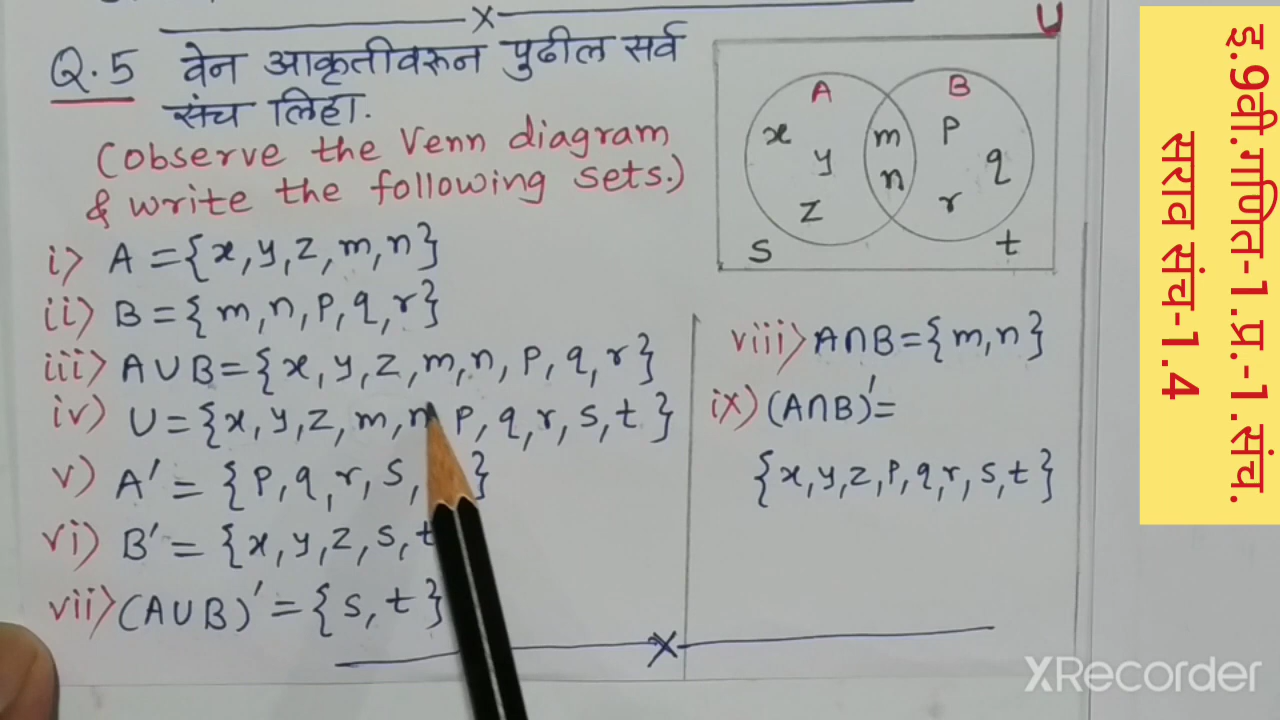 Q.5 वेन आकृतीवरून पुढील सर्व
संच लिहा.
(observe the Venn diagram
& write the following sets.)
i) A = {x, y, z, m, n}
ii) B = {m, n, p, q, r}
iii) A∪B = {x, y, z, m, n, p, q, r}
iv) U = {x, y, z, m, n p, q, r, s, t}
v) A' = {p, q, r, s, }
vi) B' = {x, y, z, s, t
vii) (A∪B)' = {s, t}
U
A B
x y z m n p q r
s t
viii) A∩B = {m, n}
ix) (A∩B)' =
{x, y, z, p, q, r, s, t}
इ.9वी.गणित-1.प्र.-1.संच.
सराव संच-1.4
XRecorder